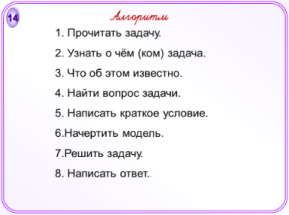 14
Алгоритм
1. Прочитать задачу.
2. Узнать о чём (ком) задача.
3. Что об этом известно.
4. Найти вопрос задачи.
5. Написать краткое условие.
6.Начертить модель.
7.Решить задачу.
8. Написать ответ.